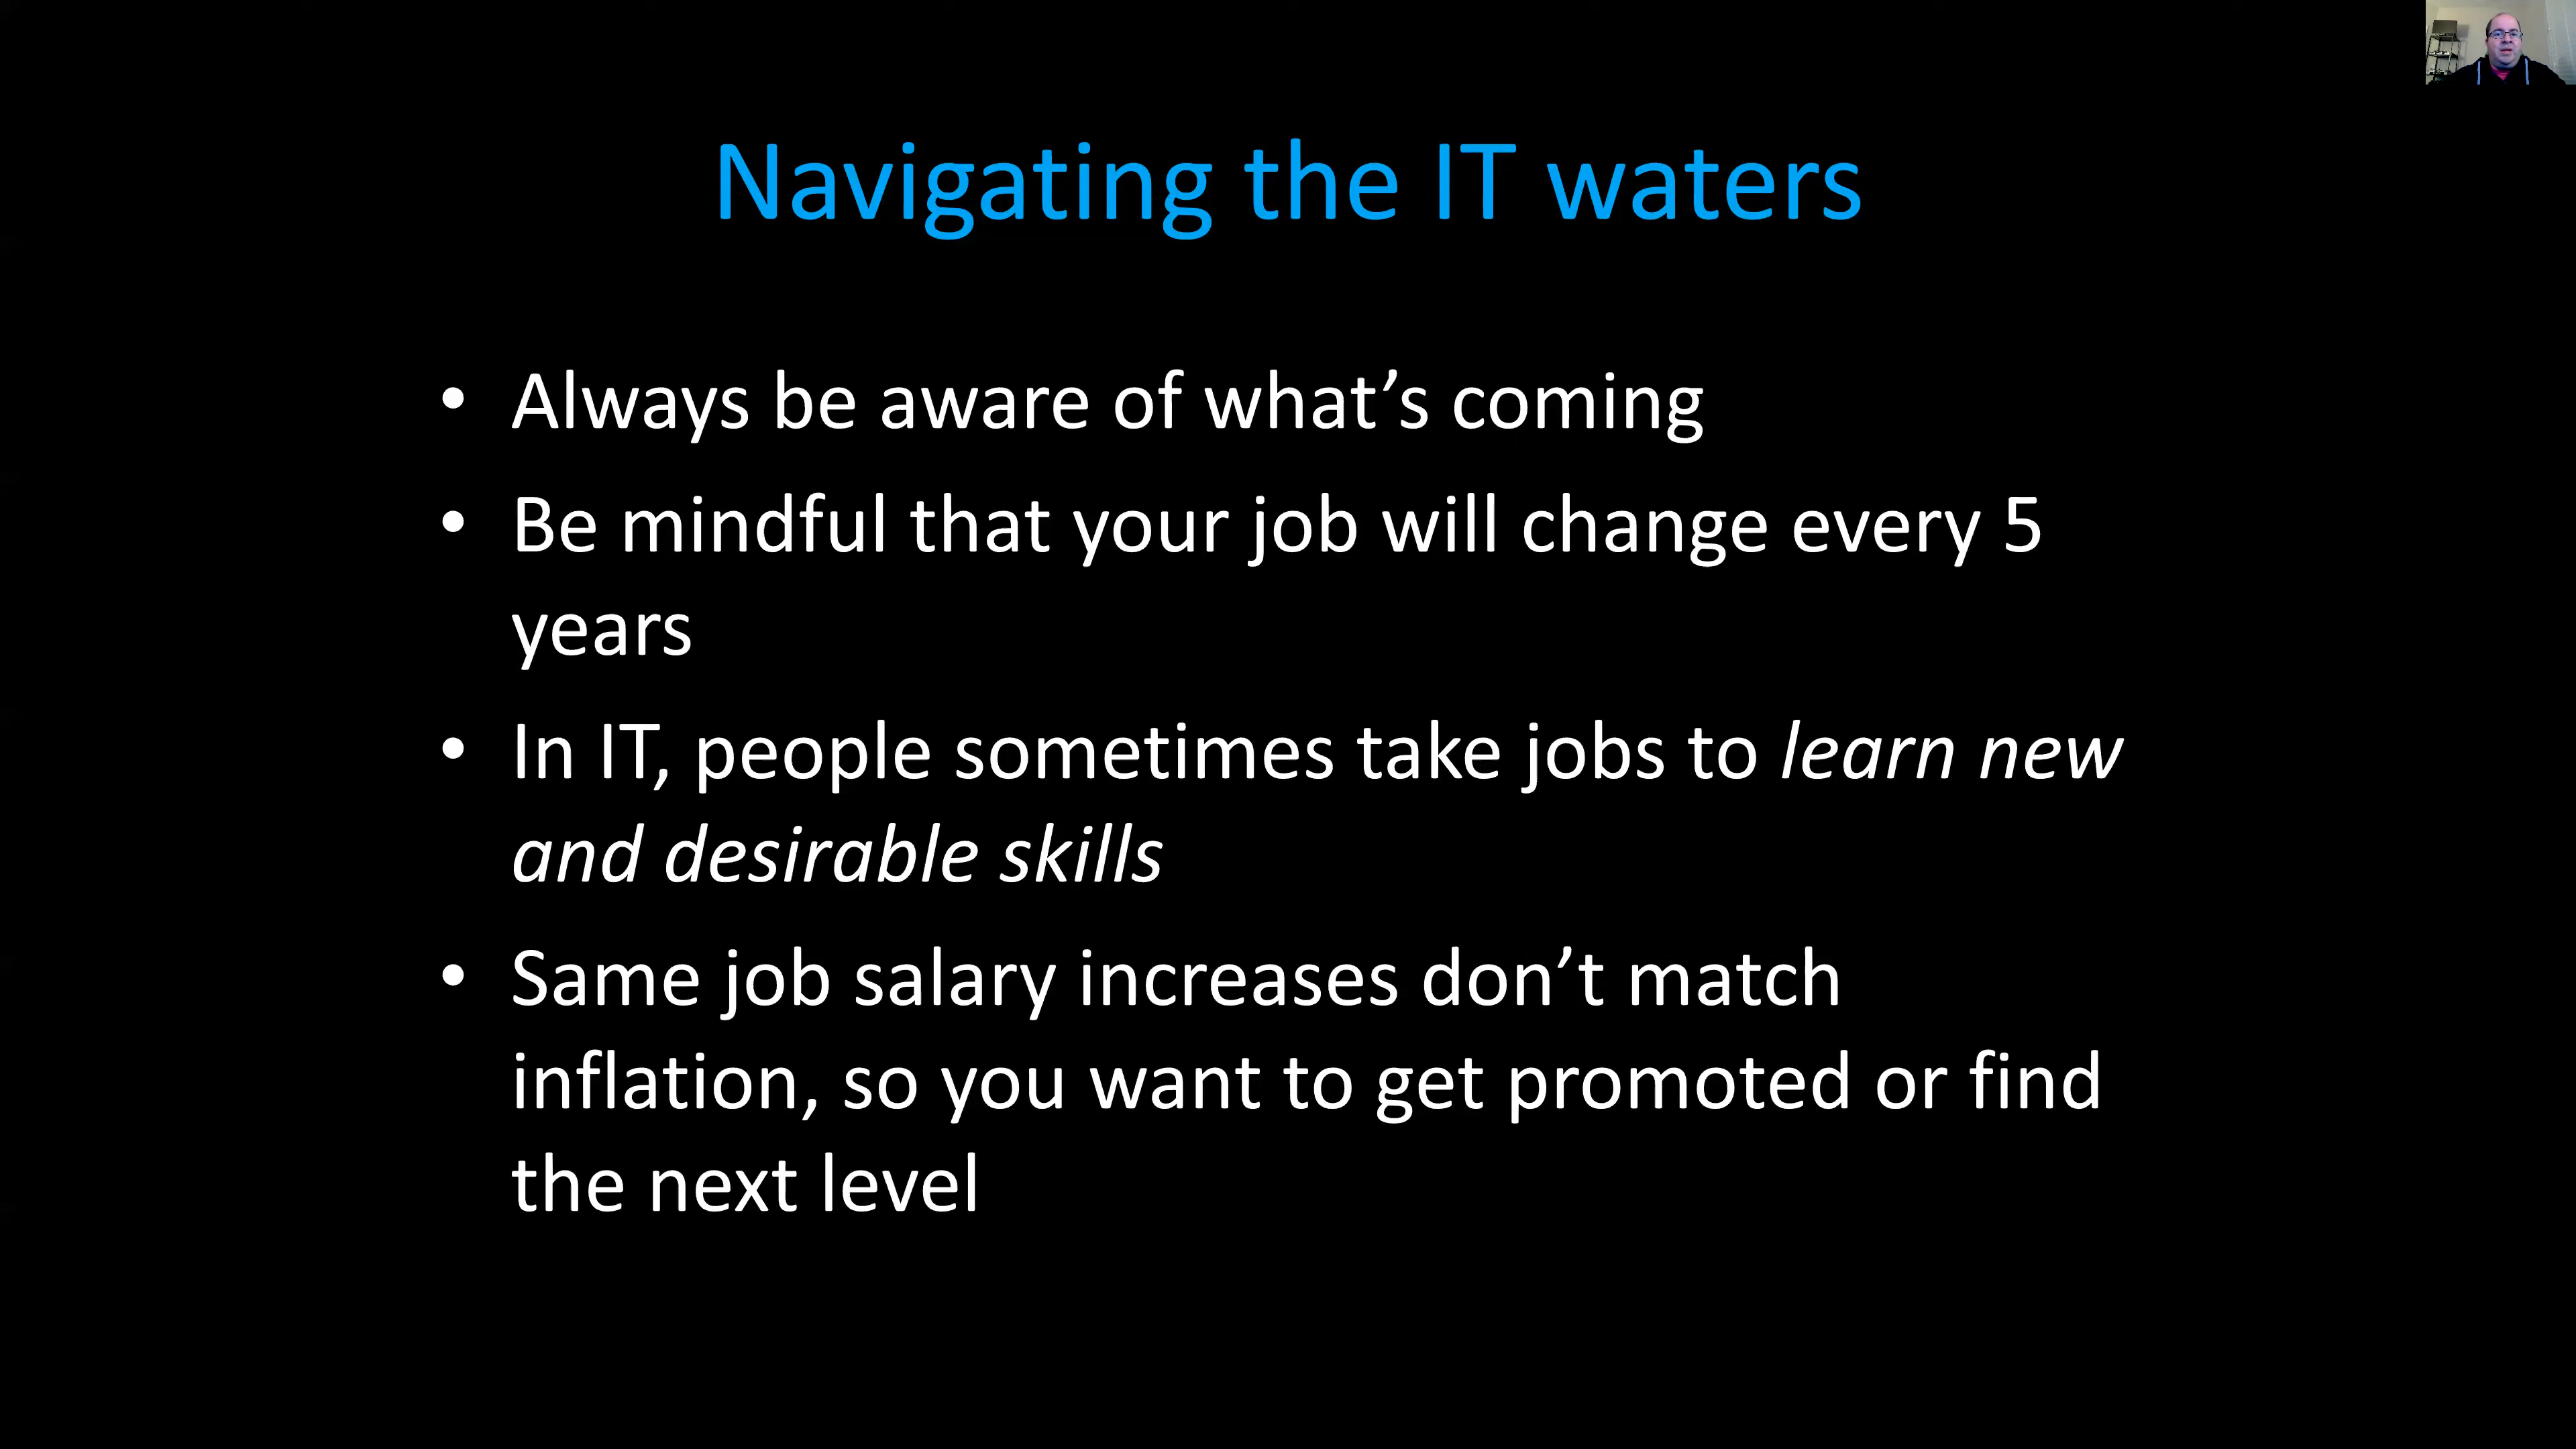 Navigating the IT waters
• Always be aware of what’s coming
• Be mindful that your job will change every 5
years
• In IT, people sometimes take jobs to learn new
and desirable skills
• Same job salary increases don’t match
inflation, so you want to get promoted or find
the next level